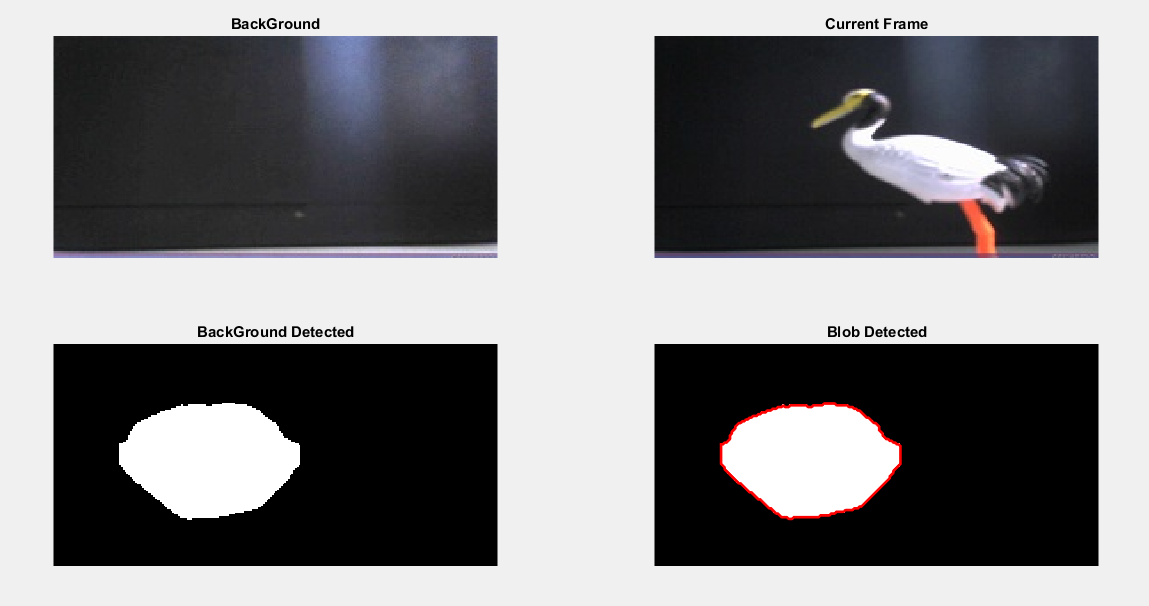 BackGround
Current Frame
BackGround Detected
Blob Detected